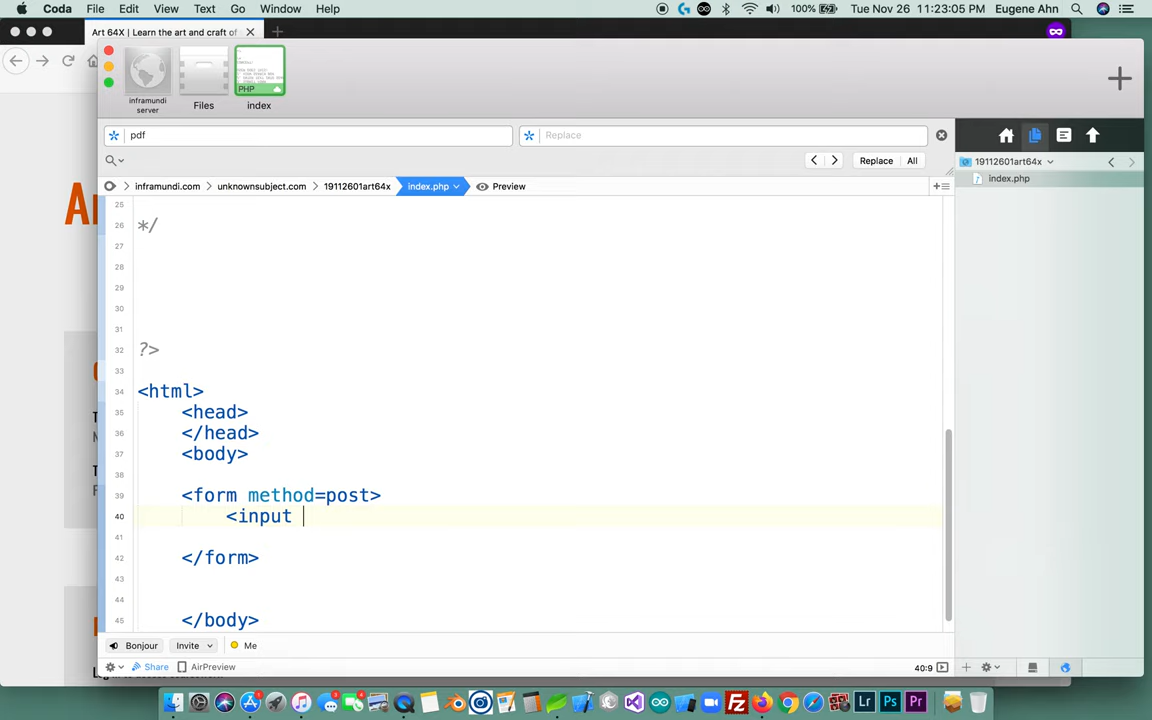 Coda File Edit View Text Go Window Help
100% Tue Nov 26 11:23:05 PM Eugene Ahn
Art 64X | Learn the art and craft of
inframundi server
Files
PHP
index
pdf
Replace
Replace All
inframundi.com unknownsubject.com 19112601art64x index.php Preview
19112601art64x
index.php
25
26 */
27
28
29
30
31
32 ?>
33
34 <html>
35 <head>
36 </head>
37 <body>
38
39 <form method=post>
40 <input
41
42 </form>
43
44
45 </body>
Bonjour Invite Me
Share AirPreview
40:9